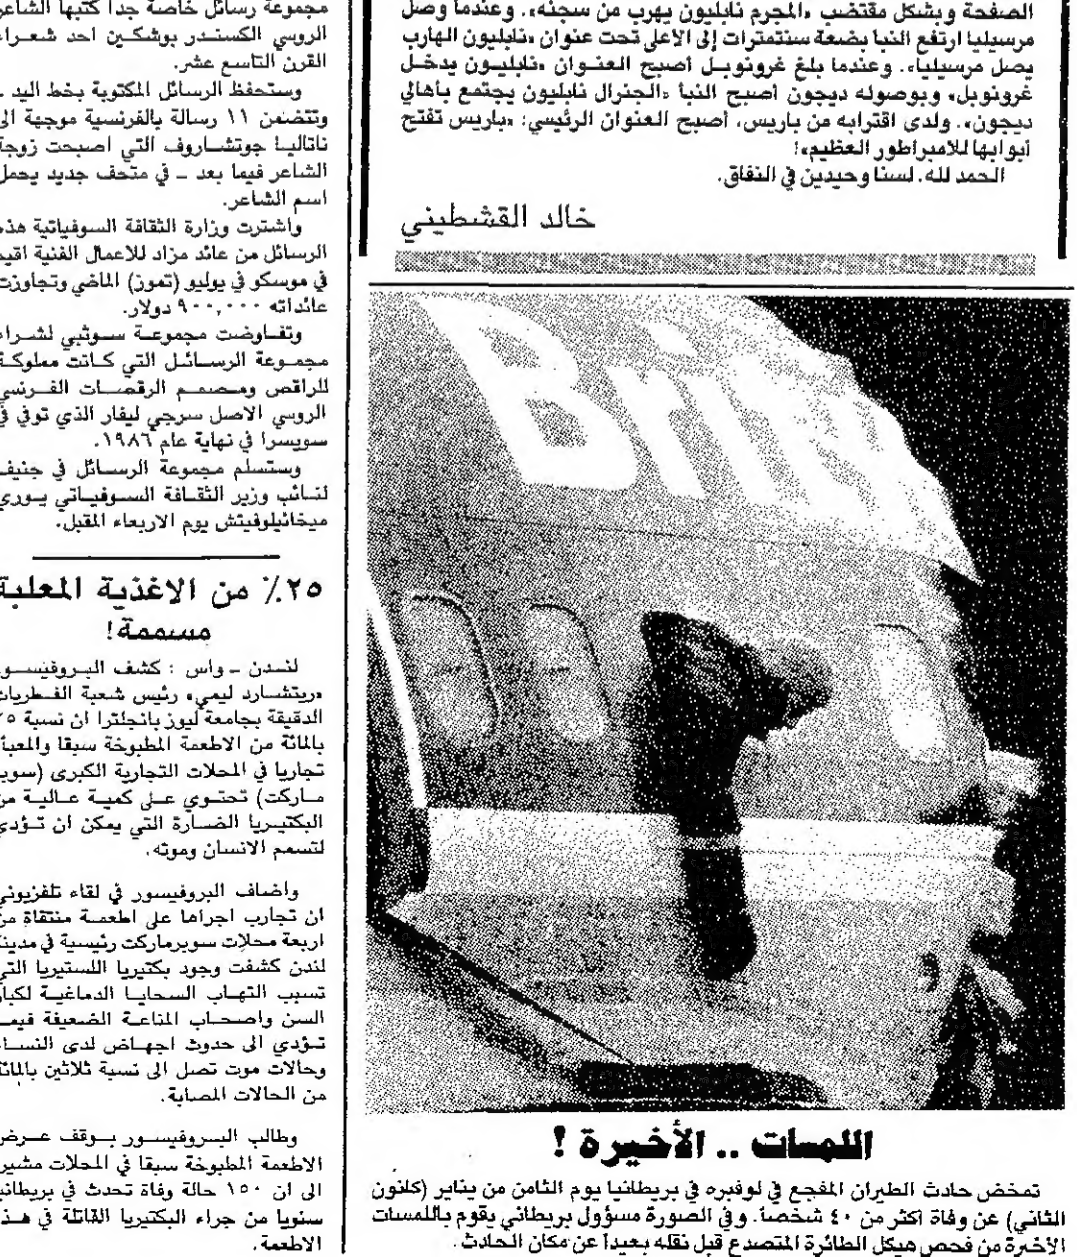 الصفحة وبشكل مقتضب «المجرم نابليون يهرب من سجنه». وعندما وصل
مرسيليا ارتفع النبأ بضعة سنتمترات إلى الاعلى تحت عنوان «نابليون الهارب
يصل مرسيليا». وعندما بلغ غرونوبل اصبح العنوان «نابليون يدخل
غرونوبل» وبوصوله ديجون اصبح النبأ «الجنرال نابليون يجتمع بأهالي
ديجون». ولدى اقترابه من باريس، أصبح العنوان الرئيسي: «باريس تفتح
أبوابها للامبراطور العظيم»!
الحمد لله. لسنا وحيدين في النفاق.
خالد القشطيني
Brit
اللمسات .. الأخيرة !
تمخض حادث الطيران المفجع في لوفبره في بريطانيا يوم الثامن من يناير (كانون
الثاني) عن وفاة اكثر من ٤٠ شخصاً. وفي الصورة مسؤول بريطاني يقوم باللمسات
الأخيرة من فحص هيكل الطائرة المتصدع قبل نقله بعيداً عن مكان الحادث.
مجموعة رسائل خاصة جدا كتبها الشاعر
الروسي الكسندر بوشكين احد شعراء
القرن التاسع عشر.
وستحفظ الرسائل المكتوبة بخط اليد -
وتتضمن ١١ رسالة بالفرنسية موجهة الى
ناتاليا جوتشاروف التي اصبحت زوجة
الشاعر فيما بعد - في متحف جديد يحمل
اسم الشاعر.
واشترت وزارة الثقافة السوفياتية هذه
الرسائل من عائد مزاد للاعمال الفنية اقيم
في موسكو في يوليو (تموز) الماضي وتجاوزت
عائداته ٩٠٠,٠٠٠ دولار.
وتفاوضت مجموعة سوثبي لشراء
مجموعة الرسائل التي كانت مملوكة
للراقص ومصمم الرقصات الفرنسي
الروسي الاصل سرجي ليفار الذي توفي في
سويسرا في نهاية عام ١٩٨٦.
وستسلم مجموعة الرسائل في جنيف
لنائب وزير الثقافة السوفياتي يوري
ميخائيلوفيتش يوم الاربعاء المقبل.
٢٥٪ من الاغذية المعلبة
مسممة!
لندن - واس : كشف البروفيسور
«ريتشارد ليمي» رئيس شعبة الفطريات
الدقيقة بجامعة ليوز بانجلترا ان نسبة ٢٥
بالمائة من الاطعمة المطبوخة سبقا والمعبأة
تجاريا في المحلات التجارية الكبرى (سوبر
ماركت) تحتوي على كمية عالية من
البكتيريا الضارة التي يمكن ان تؤدي
لتسمم الانسان وموته.
واضاف البروفيسور في لقاء تلفزيوني
ان تجارب اجراها على اطعمة منتقاة من
اربعة محلات سوبرماركت رئيسية في مدينة
لندن كشفت وجود بكتيريا اللستيريا التي
تسبب التهاب السحايا الدماغية لكبار
السن واصحاب المناعة الضعيفة فيما
تؤدي الى حدوث اجهاض لدى النساء
وحالات موت تصل الى نسبة ثلاثين بالمائة
من الحالات المصابة.
وطالب البروفيسور بوقف عرض
الاطعمة المطبوخة سبقا في المحلات مشيرا
الى ان ١٥٠ حالة وفاة تحدث في بريطانيا
سنويا من جراء البكتيريا القاتلة في هذه
الاطعمة.